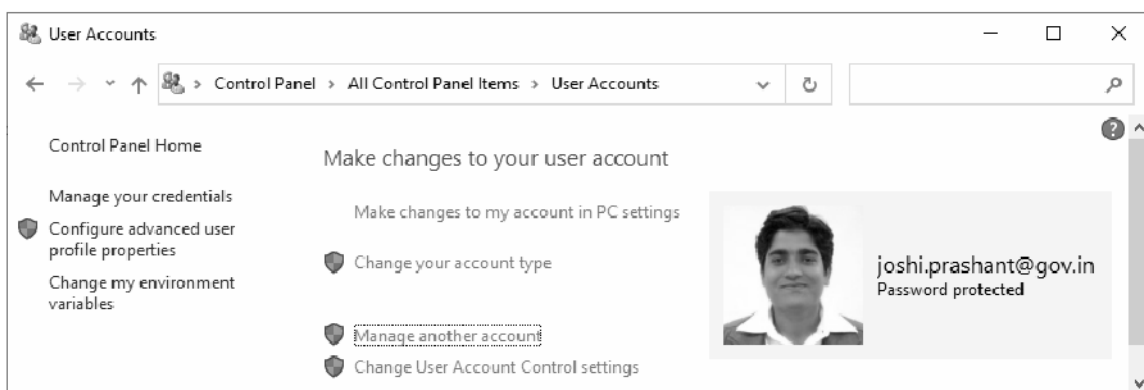 User Accounts
Control Panel > All Control Panel Items > User Accounts
Control Panel Home
Manage your credentials
Configure advanced user
profile properties
Change my environment
variables
Make changes to your user account
Make changes to my account in PC settings
Change your account type
Manage another account
Change User Account Control settings
joshi.prashant@gov.in
Password protected
?